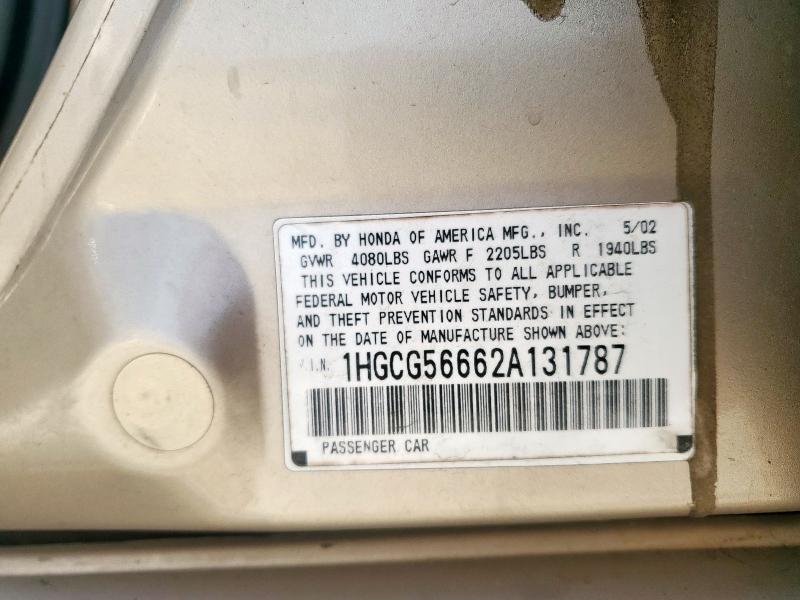 MFD. BY HONDA OF AMERICA MFG., INC. 5/02
GVWR 4080LBS GAWR F 2205LBS R 1940LBS
THIS VEHICLE CONFORMS TO ALL APPLICABLE
FEDERAL MOTOR VEHICLE SAFETY, BUMPER,
AND THEFT PREVENTION STANDARDS IN EFFECT
ON THE DATE OF MANUFACTURE SHOWN ABOVE:
V.I.N. 1HGCG56662A131787
PASSENGER CAR